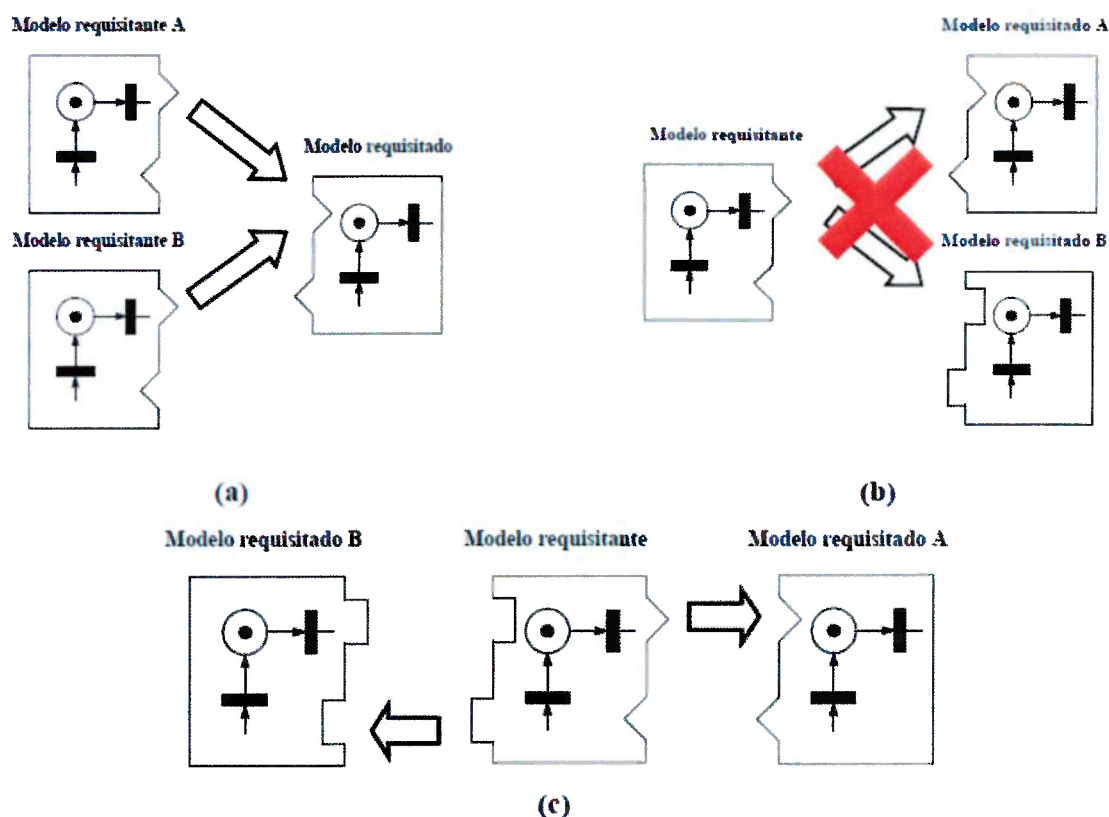 Modelo requisitante A
Modelo requisitado A
Modelo requisitado
Modelo requisitante
Modelo requisitante B
Modelo requisitado B
(a)
(b)
Modelo requisitado B
Modelo requisitante
Modelo requisitado A
(c)